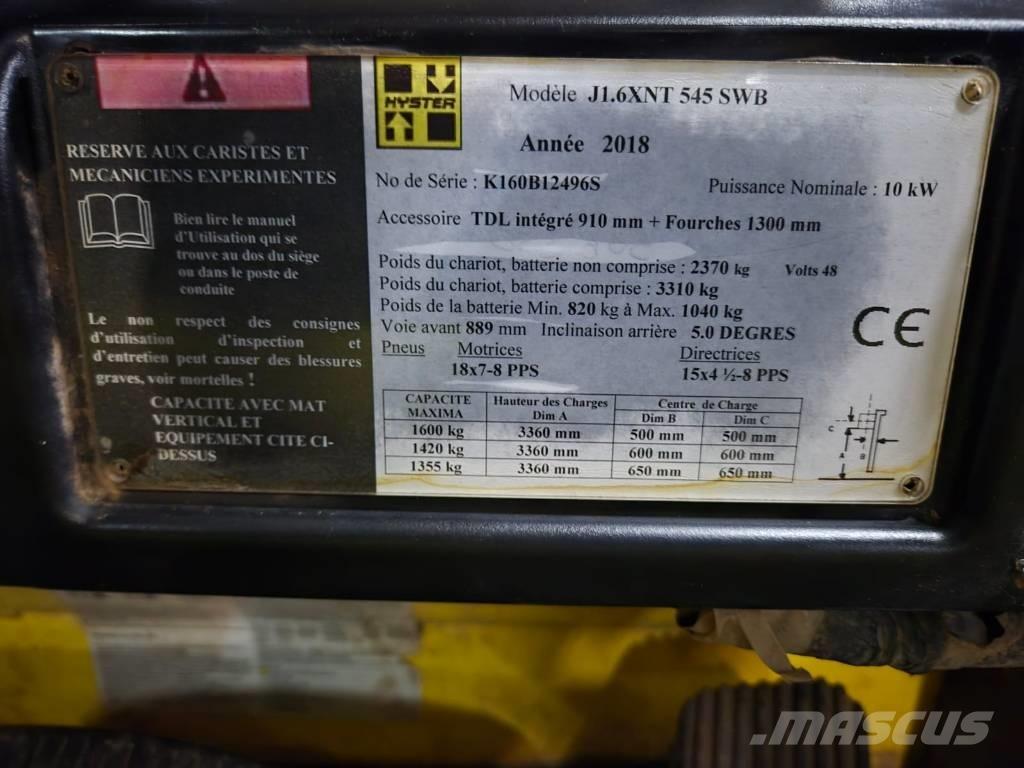 RESERVE AUX CARISTES ET
MECANICIENS EXPERIMENTES
Bien lire le manuel
d'Utilisation qui se
trouve au dos du siège
ou dans le poste de
conduite
Le non respect des consignes
d'utilisation d'inspection et
d'entretien peut causer des blessures
graves, voir mortelles !
CAPACITE AVEC MAT
VERTICAL ET
EQUIPEMENT CITE CI-
DESSUS
HYSTER
Modèle J1.6XNT 545 SWB
Année 2018
No de Série : K160B12496S Puissance Nominale : 10 kW
Accessoire TDL intégré 910 mm + Fourches 1300 mm
Poids du chariot, batterie non comprise : 2370 kg Volts 48
Poids du chariot, batterie comprise : 3310 kg
Poids de la batterie Min. 820 kg à Max. 1040 kg
Voie avant 889 mm Inclinaison arrière 5.0 DEGRES
Pneus Motrices Directrices
18x7-8 PPS 15x4 ½-8 PPS
CE
CAPACITE MAXIMA Hauteur des Charges Dim A Centre de Charge Dim B Dim C
1600 kg 3360 mm 500 mm 500 mm
1420 kg 3360 mm 600 mm 600 mm
1355 kg 3360 mm 650 mm 650 mm
C
A B
MASCUS